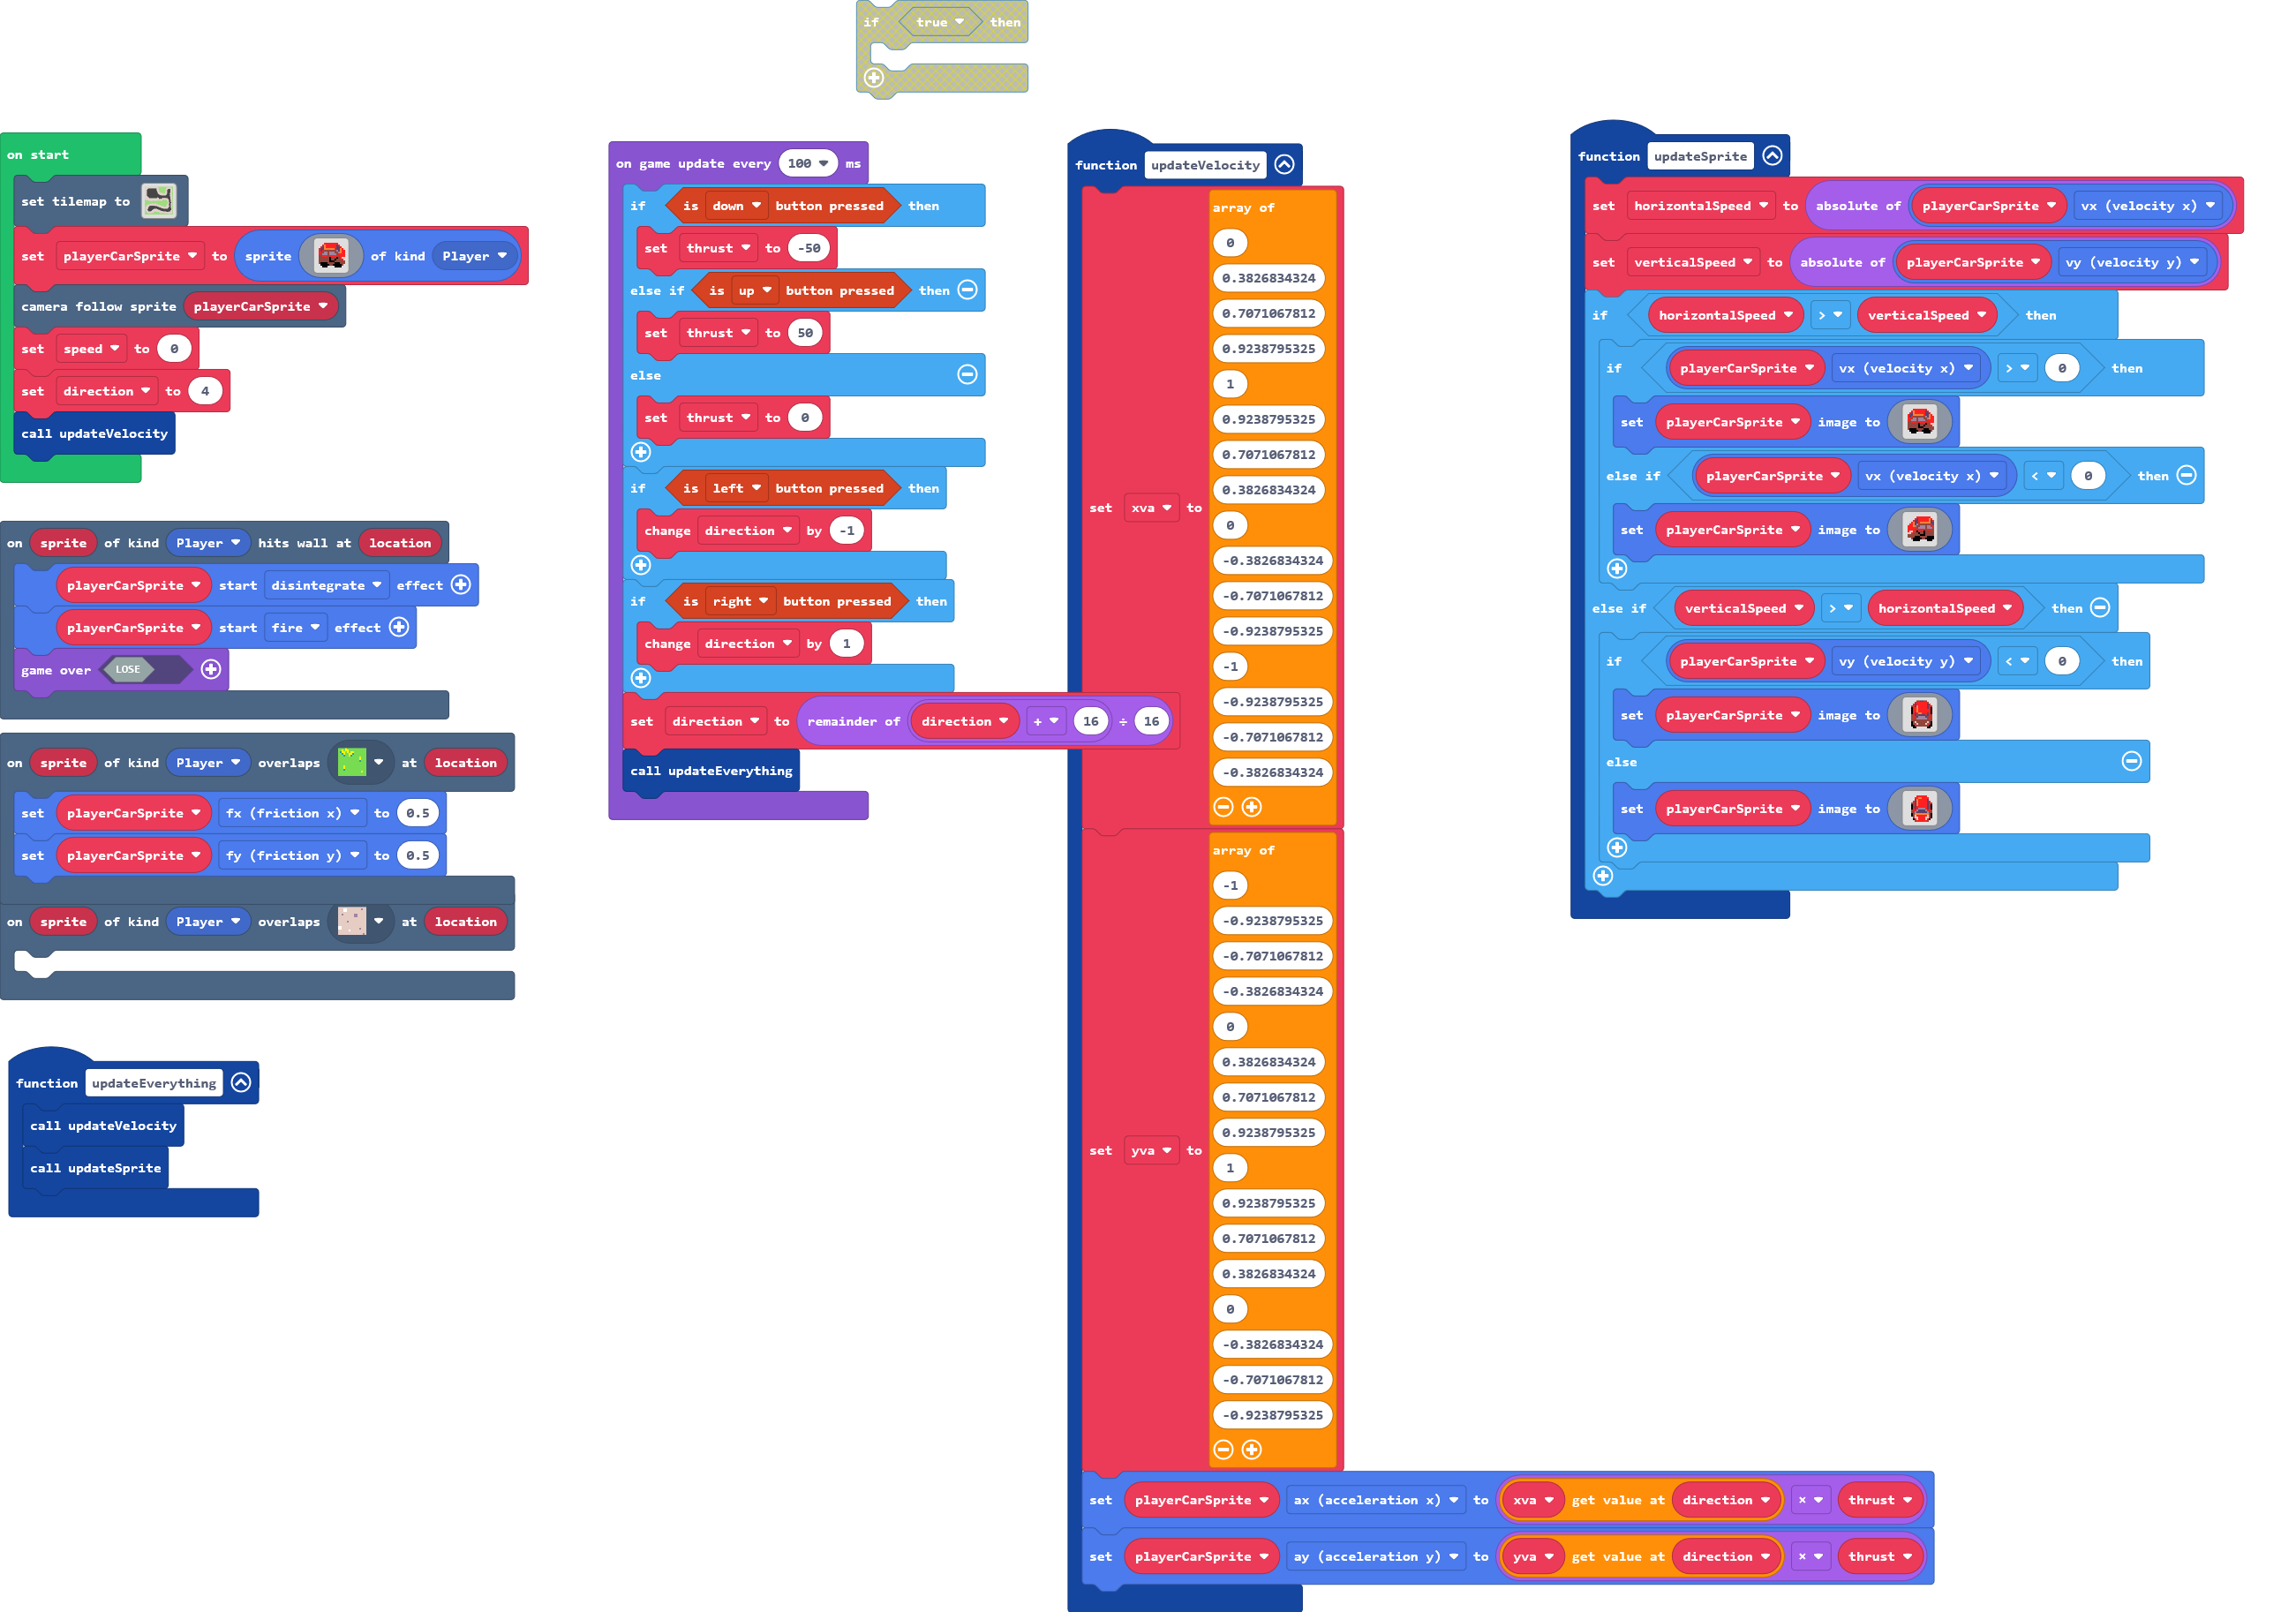 if true then
on start
set tilemap to
set playerCarSprite to sprite of kind Player
camera follow sprite playerCarSprite
set speed to 0
set direction to 4
call updateVelocity
on sprite of kind Player hits wall at location
playerCarSprite start disintegrate effect
playerCarSprite start fire effect
game over LOSE
on sprite of kind Player overlaps at location
set playerCarSprite fx (friction x) to 0.5
set playerCarSprite fy (friction y) to 0.5
on sprite of kind Player overlaps at location
function updateEverything
call updateVelocity
call updateSprite
on game update every 100 ms
if is down button pressed then
set thrust to -50
else if is up button pressed then
set thrust to 50
else
set thrust to 0
if is left button pressed then
change direction by -1
if is right button pressed then
change direction by 1
set direction to remainder of direction + 16 ÷ 16
call updateEverything
function updateVelocity
set xva to array of
0
0.3826834324
0.7071067812
0.9238795325
1
0.9238795325
0.7071067812
0.3826834324
0
-0.3826834324
-0.7071067812
-0.9238795325
-1
-0.9238795325
-0.7071067812
-0.3826834324
set yva to array of
-1
-0.9238795325
-0.7071067812
-0.3826834324
0
0.3826834324
0.7071067812
0.9238795325
1
0.9238795325
0.7071067812
0.3826834324
0
-0.3826834324
-0.7071067812
-0.9238795325
set playerCarSprite ax (acceleration x) to xva get value at direction × thrust
set playerCarSprite ay (acceleration y) to yva get value at direction × thrust
function updateSprite
set horizontalSpeed to absolute of playerCarSprite vx (velocity x)
set verticalSpeed to absolute of playerCarSprite vy (velocity y)
if horizontalSpeed > verticalSpeed then
if playerCarSprite vx (velocity x) > 0 then
set playerCarSprite image to
else if playerCarSprite vx (velocity x) < 0 then
set playerCarSprite image to
else if verticalSpeed > horizontalSpeed then
if playerCarSprite vy (velocity y) < 0 then
set playerCarSprite image to
else
set playerCarSprite image to